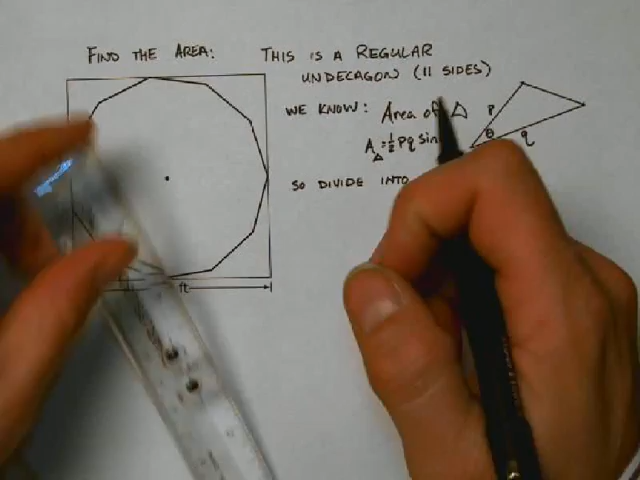 FIND THE AREA:
THIS IS A REGULAR
UNDECAGON (11 SIDES)
WE KNOW: Area of △
A△ = ½ pq sin
P
θ
q
SO DIVIDE INTO
ft